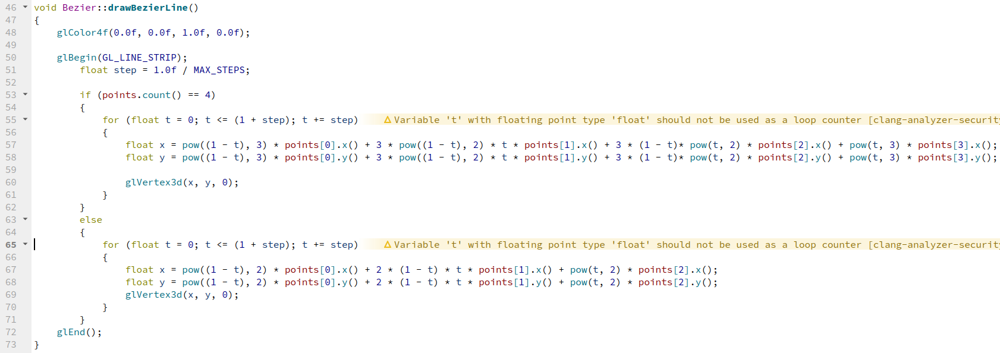 46 void Bezier::drawBezierLine()
47 {
48 glColor4f(0.0f, 0.0f, 1.0f, 0.0f);
49
50 glBegin(GL_LINE_STRIP);
51 float step = 1.0f / MAX_STEPS;
52
53 if (points.count() == 4)
54 {
55 for (float t = 0; t <= (1 + step); t += step) Variable 't' with floating point type 'float' should not be used as a loop counter [clang-analyzer-security
56 {
57 float x = pow((1 - t), 3) * points[0].x() + 3 * pow((1 - t), 2) * t * points[1].x() + 3 * (1 - t)* pow(t, 2) * points[2].x() + pow(t, 3) * points[3].x();
58 float y = pow((1 - t), 3) * points[0].y() + 3 * pow((1 - t), 2) * t * points[1].y() + 3 * (1 - t)* pow(t, 2) * points[2].y() + pow(t, 3) * points[3].y();
59
60 glVertex3d(x, y, 0);
61 }
62 }
63 else
64 {
65 for (float t = 0; t <= (1 + step); t += step) Variable 't' with floating point type 'float' should not be used as a loop counter [clang-analyzer-security
66 {
67 float x = pow((1 - t), 2) * points[0].x() + 2 * (1 - t) * t * points[1].x() + pow(t, 2) * points[2].x();
68 float y = pow((1 - t), 2) * points[0].y() + 2 * (1 - t) * t * points[1].y() + pow(t, 2) * points[2].y();
69 glVertex3d(x, y, 0);
70 }
71 }
72 glEnd();
73 }